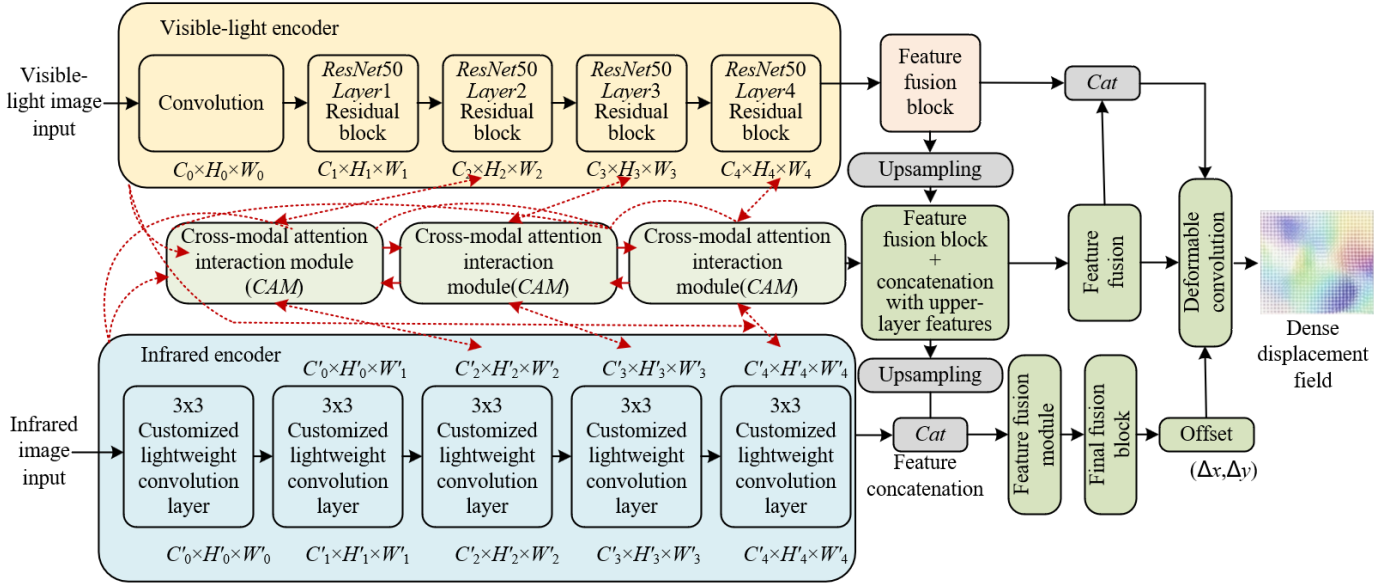 Visible-light encoder
Visible-
light image
input
Convolution
ResNet50
Layer1
Residual
block
ResNet50
Layer2
Residual
block
ResNet50
Layer3
Residual
block
ResNet50
Layer4
Residual
block
C0×H0×W0
C1×H1×W1
C2×H2×W2
C3×H3×W3
C4×H4×W4
Feature
fusion
block
Cat
Upsampling
Cross-modal attention
interaction module
(CAM)
Cross-modal attention
interaction
module(CAM)
Cross-modal attention
interaction
module(CAM)
Feature
fusion block
+
concatenation
with upper-
layer features
Feature
fusion
Deformable
convolution
Dense
displacement
field
Infrared encoder
C'0×H'0×W'1
C'2×H'2×W'2
C'3×H'3×W'3
C'4×H'4×W'4
Infrared
image
input
3x3
Customized
lightweight
convolution
layer
3x3
Customized
lightweight
convolution
layer
3x3
Customized
lightweight
convolution
layer
3x3
Customized
lightweight
convolution
layer
3x3
Customized
lightweight
convolution
layer
C'0×H'0×W'0
C'1×H'1×W'1
C'2×H'2×W'2
C'3×H'3×W'3
C'4×H'4×W'4
Upsampling
Cat
Feature
concatenation
Feature fusion
module
Final fusion
block
Offset
(Δx,Δy)